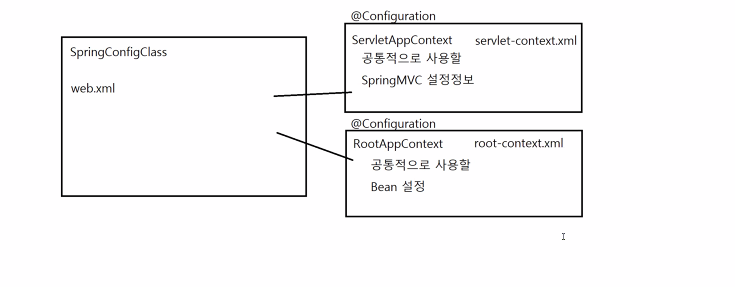 @Configuration
SpringConfigClass
web.xml
ServletAppContext servlet-context.xml
공통적으로 사용할
SpringMVC 설정정보
@Configuration
RootAppContext root-context.xml
공통적으로 사용할
Bean 설정